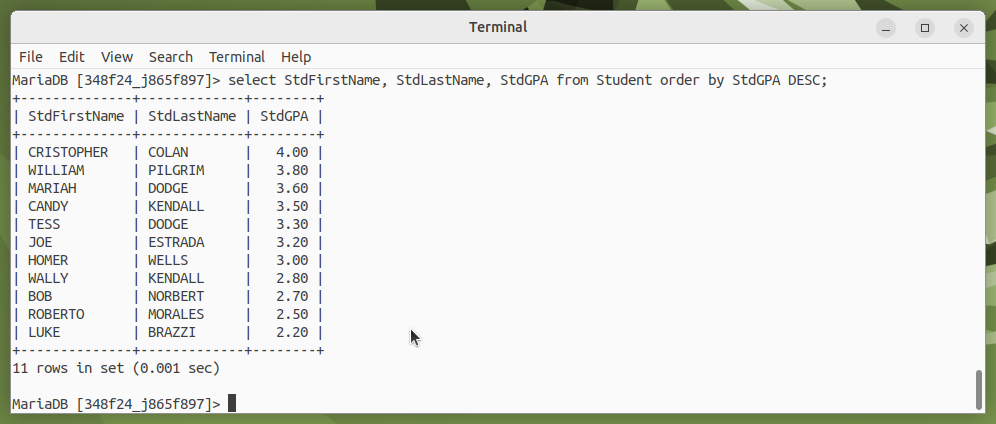 Terminal
File Edit View Search Terminal Help
MariaDB [348f24_j865f897]> select StdFirstName, StdLastName, StdGPA from Student order by StdGPA DESC;
+--------------+-------------+--------+
| StdFirstName | StdLastName | StdGPA |
+--------------+-------------+--------+
| CRISTOPHER   | COLAN       |   4.00 |
| WILLIAM      | PILGRIM     |   3.80 |
| MARIAH       | DODGE       |   3.60 |
| CANDY        | KENDALL     |   3.50 |
| TESS         | DODGE       |   3.30 |
| JOE          | ESTRADA     |   3.20 |
| HOMER        | WELLS       |   3.00 |
| WALLY        | KENDALL     |   2.80 |
| BOB          | NORBERT     |   2.70 |
| ROBERTO      | MORALES     |   2.50 |
| LUKE         | BRAZZI      |   2.20 |
+--------------+-------------+--------+
11 rows in set (0.001 sec)
MariaDB [348f24_j865f897]>